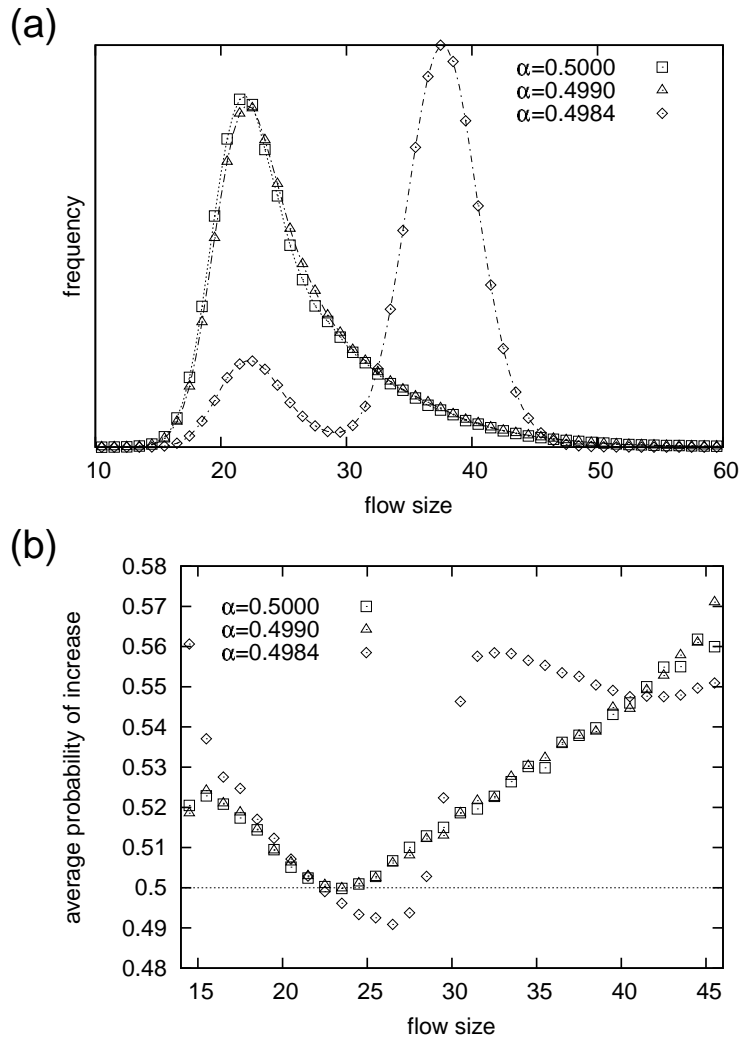 (a)
frequency
α=0.5000
α=0.4990
α=0.4984
10 20 30 40 50 60
flow size
(b)
average probability of increase
0.58
0.57
0.56
0.55
0.54
0.53
0.52
0.51
0.5
0.49
0.48
α=0.5000
α=0.4990
α=0.4984
15 20 25 30 35 40 45
flow size